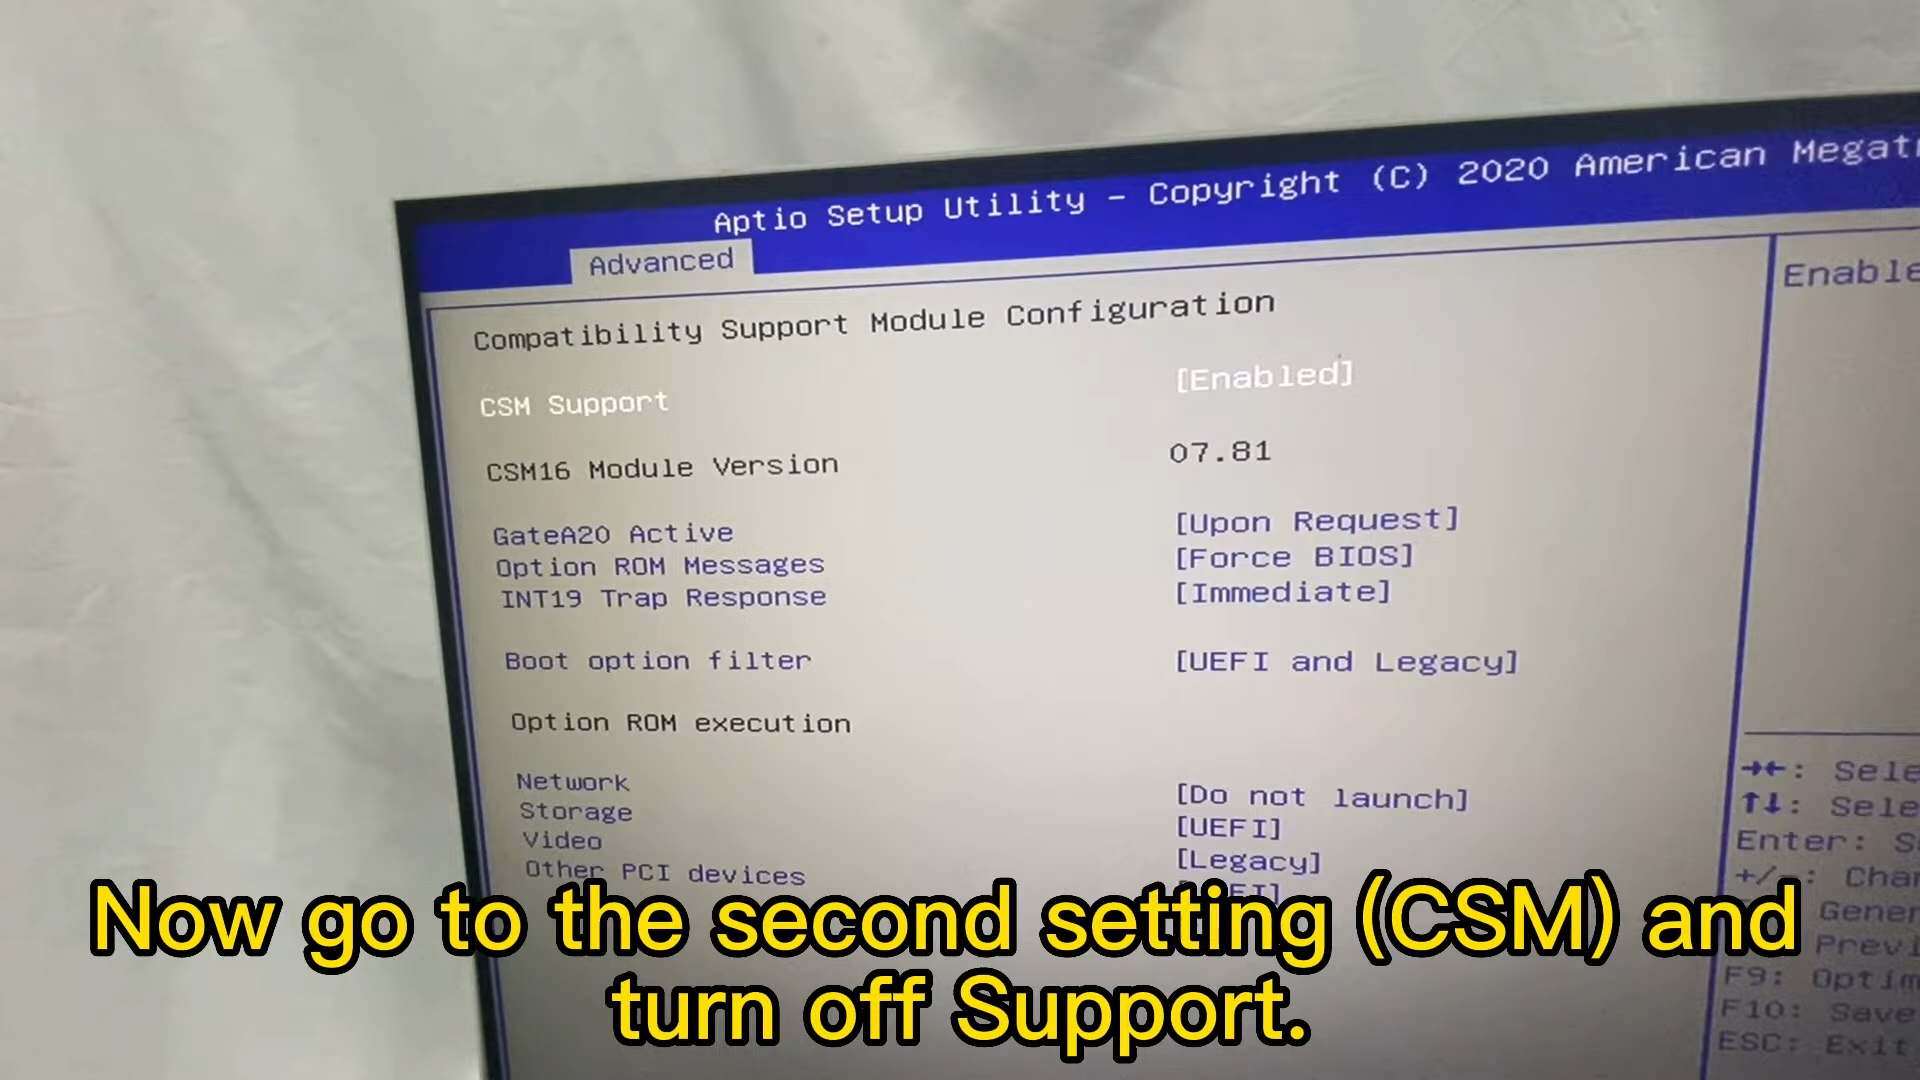 Aptio Setup Utility - Copyright (C) 2020 American
Advanced
Compatibility Support Module Configuration
CSM Support [Enabled]
CSM16 Module Version 07.81
GateA20 Active [Upon Request]
Option ROM Messages [Force BIOS]
INT19 Trap Response [Immediate]
Boot option filter [UEFI and Legacy]
Option ROM execution
Network [Do not launch]
Storage [UEFI]
Video [Legacy]
Other PCI devices
→←:
↑↓:
Enter:
F9:
F10: Save
ESC: Exit
Now go to the second setting (CSM) and
turn off Support.